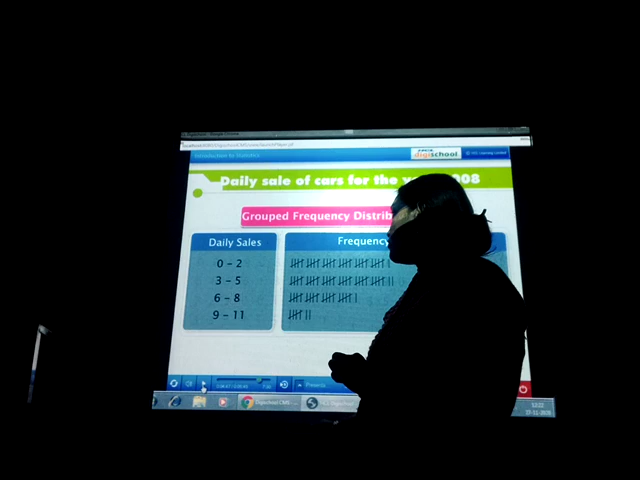 Introduction to Statistics
digischool
Daily sale of cars for the 008
Grouped Frequency Distrib
Daily Sales
Frequency
0 – 2
3 – 5
6 – 8
9 – 11